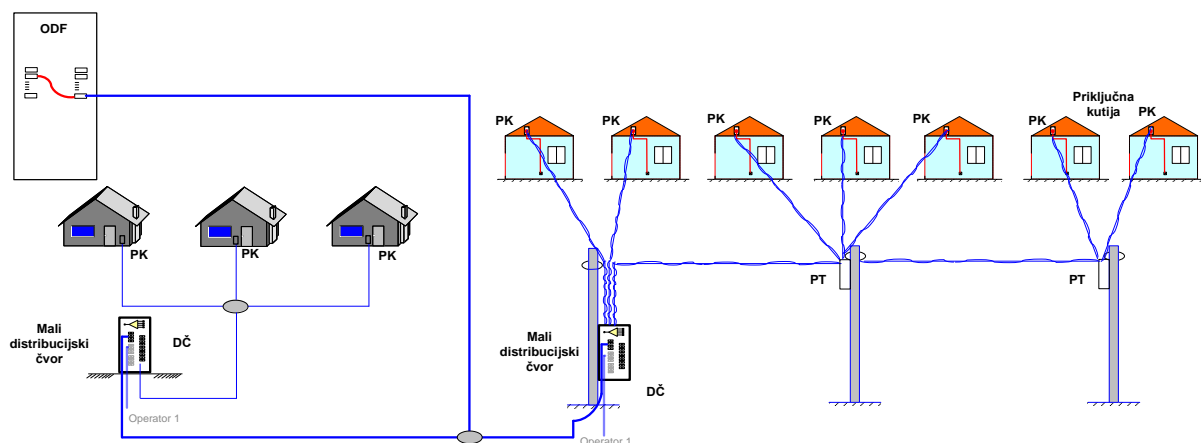 ODF
PK
PK
PK
Mali
distribucijski
čvor
DČ
Operator 1
PK
PK
PK
PK
PK
Priključna
kutija
PK
PK
PT
PT
Mali
distribucijski
čvor
DČ
Operator 1